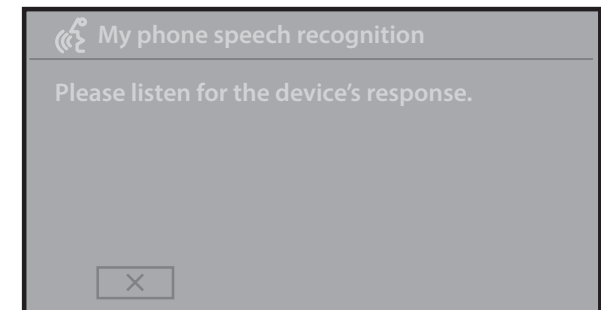 My phone speech recognition
Please listen for the device’s response.